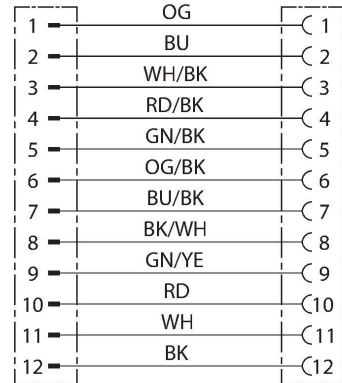 1 OG 1
2 BU 2
3 WH/BK 3
4 RD/BK 4
5 GN/BK 5
6 OG/BK 6
7 BU/BK 7
8 BK/WH 8
9 GN/YE 9
10 RD 10
11 WH 11
12 BK 12